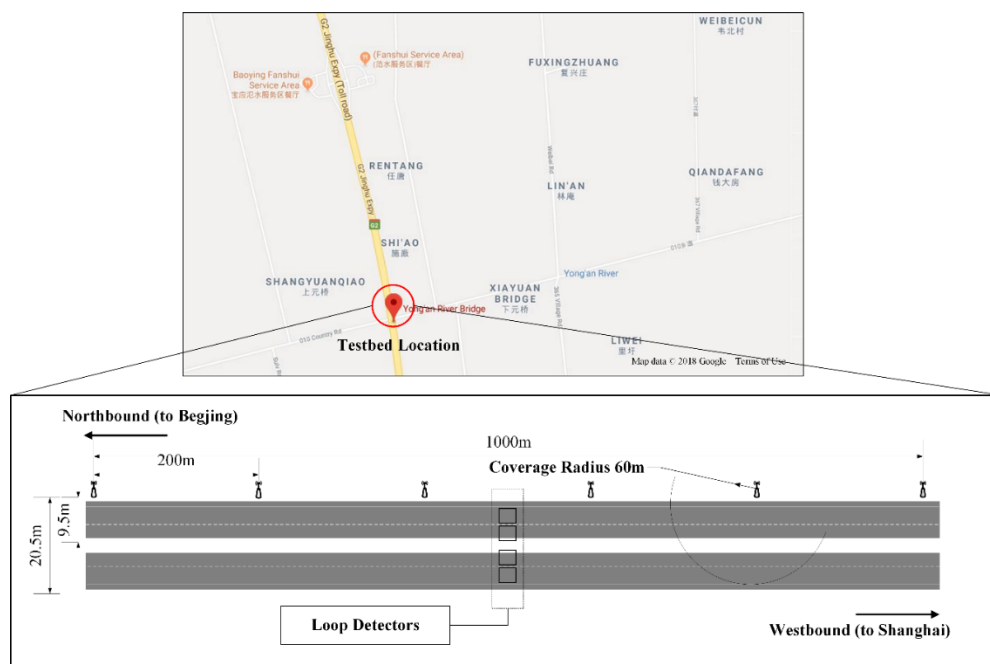 WEIBEICUN
韦北村
G2 Jinghu Expy (Toll road)
(Fanshui Service Area)
(氾水服务区)餐厅
FUXINGZHUANG
复兴庄
Baoying Fanshui
Service Area
宝应氾水服务区餐厅
RENTANG
任唐
G2 Jinghu Expy
LIN'AN
林庵
QIANDAFANG
钱大房
G2
SHI'AO
Yong'an River
SHANGYUANQIAO
上元桥
XIAYUAN
BRIDGE
下元桥
Yong'an River Bridge
010 Country Rd
Testbed Location
LIWEI
里圩
Map data © 2018 Google Terms of Use
Northbound (to Begjing)
1000m
200m
Coverage Radius 60m
9.5m
20.5m
Loop Detectors
Westbound (to Shanghai)